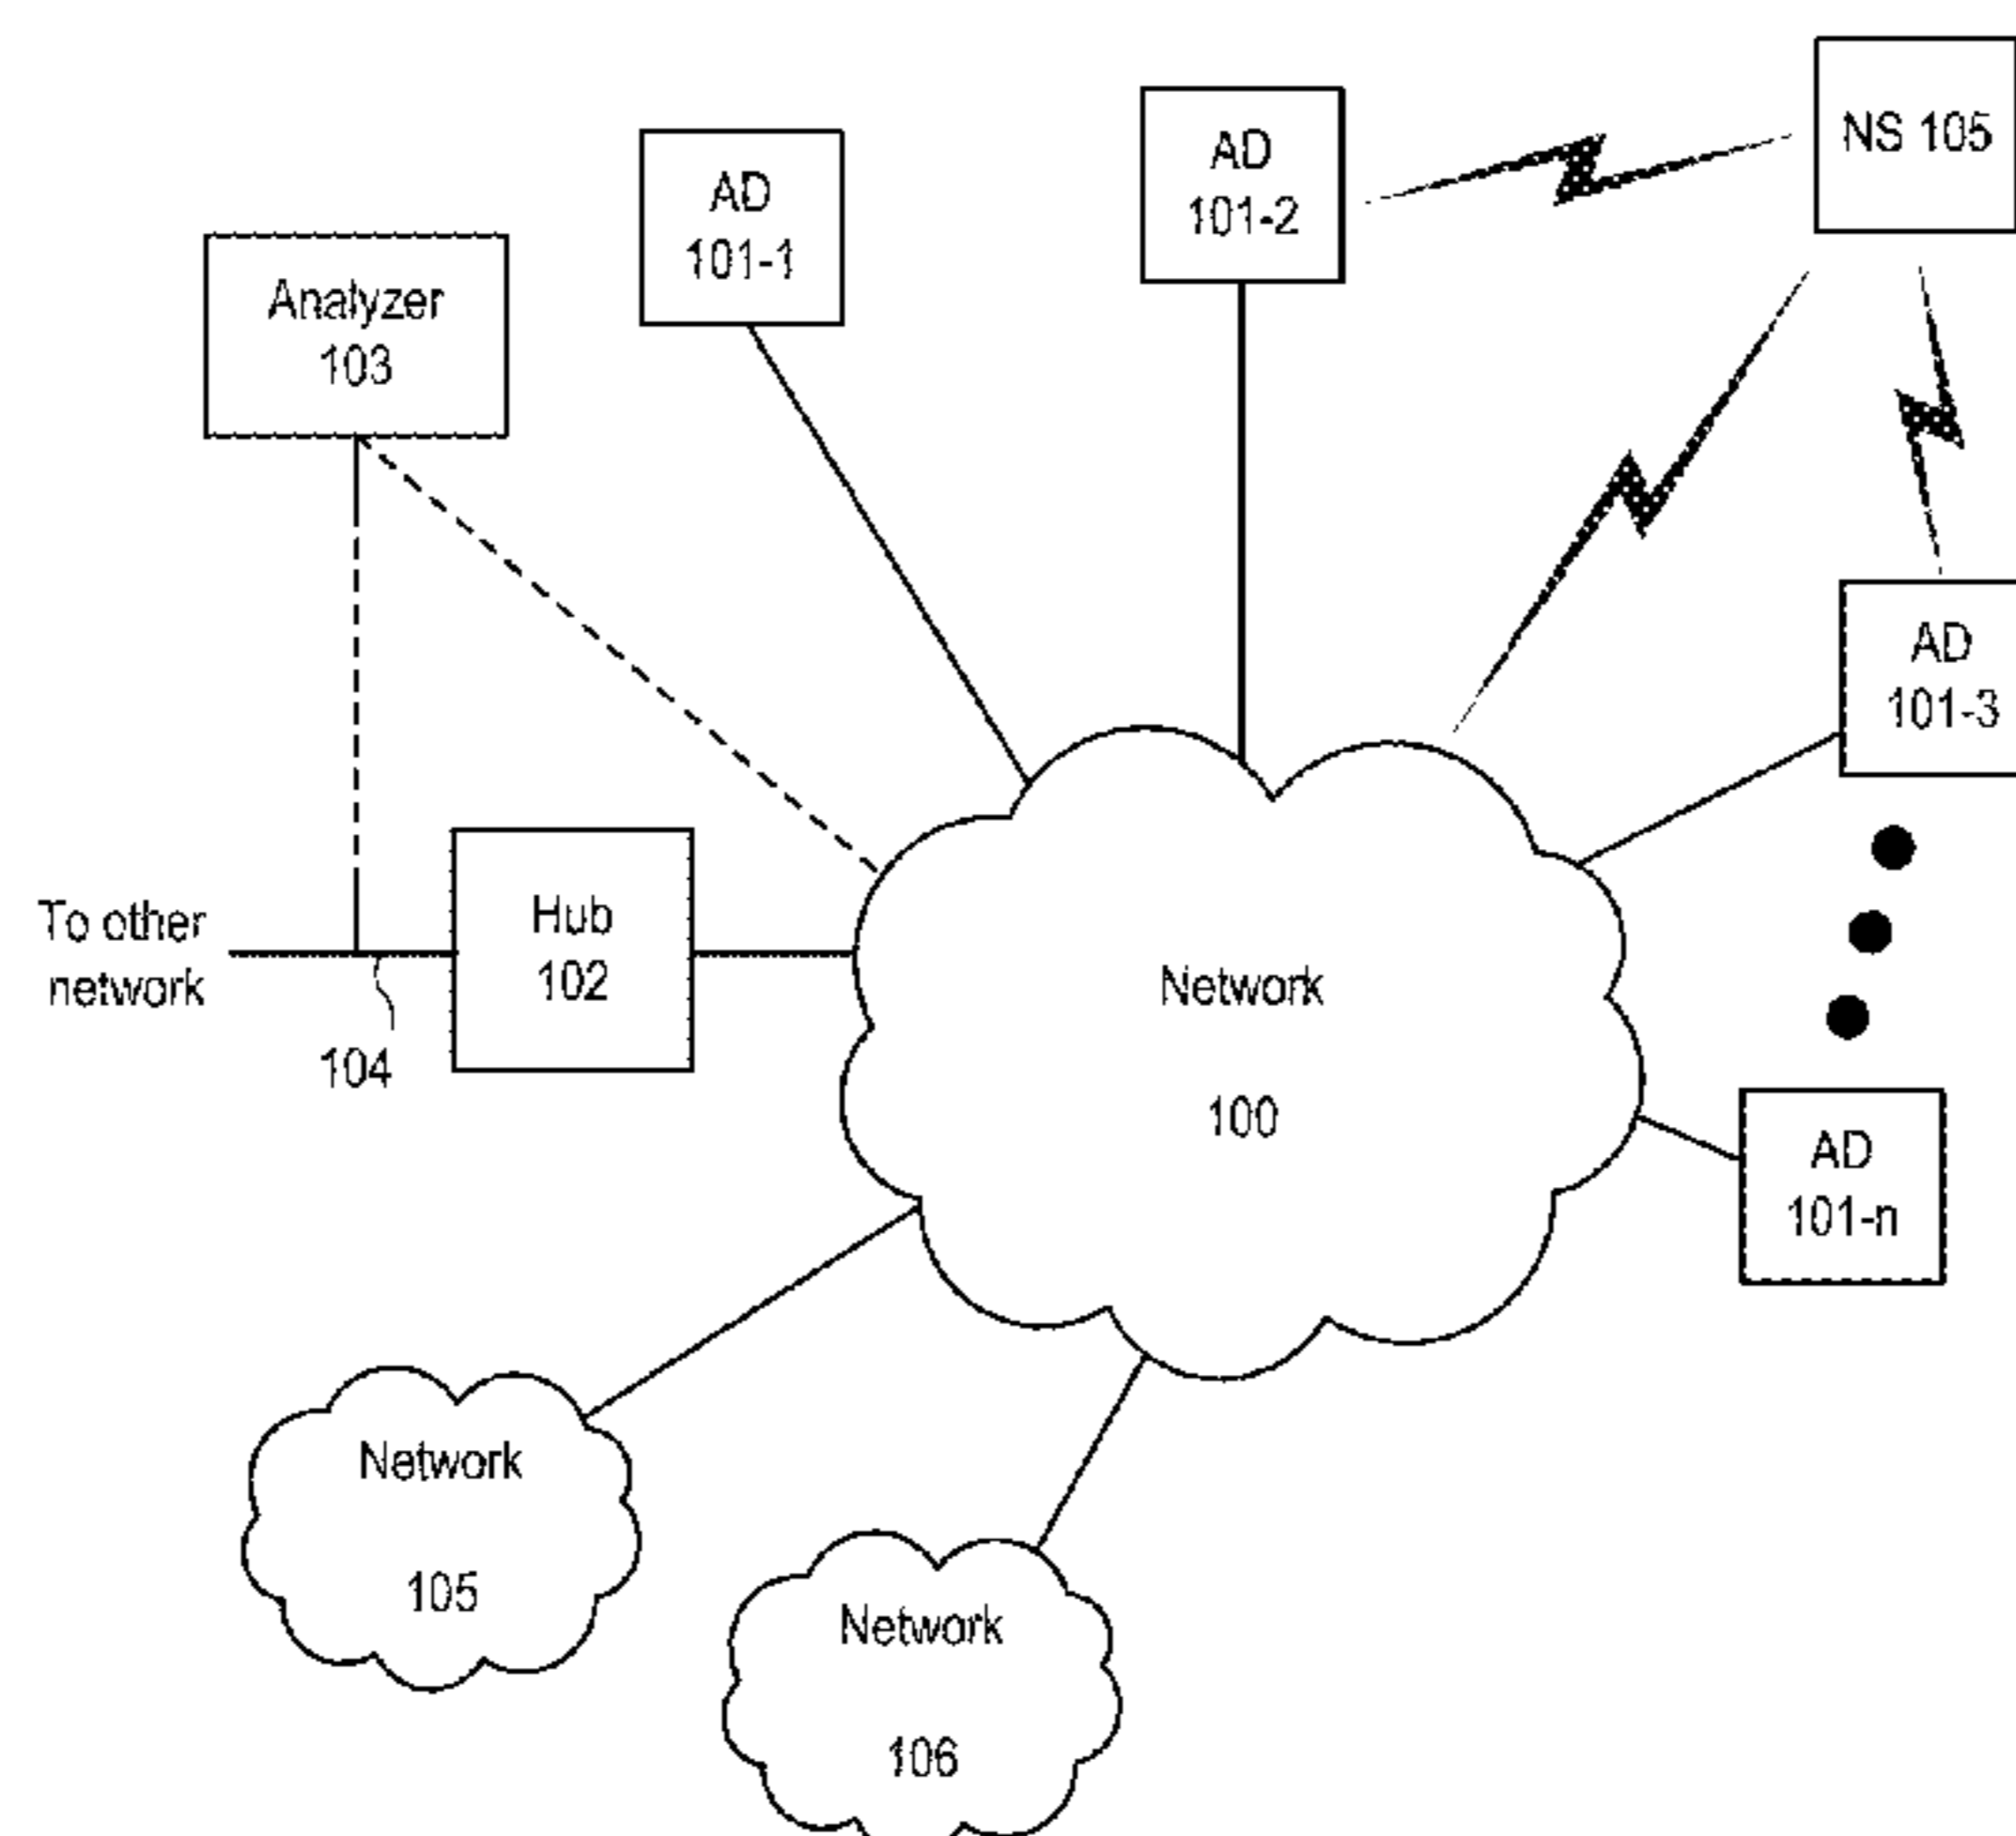 NS 105
AD
101-2
AD
101-1
Analyzer
103
AD
101-3
To other
network
Hub
102
104
Network
100
AD
101-n
Network
105
Network
106